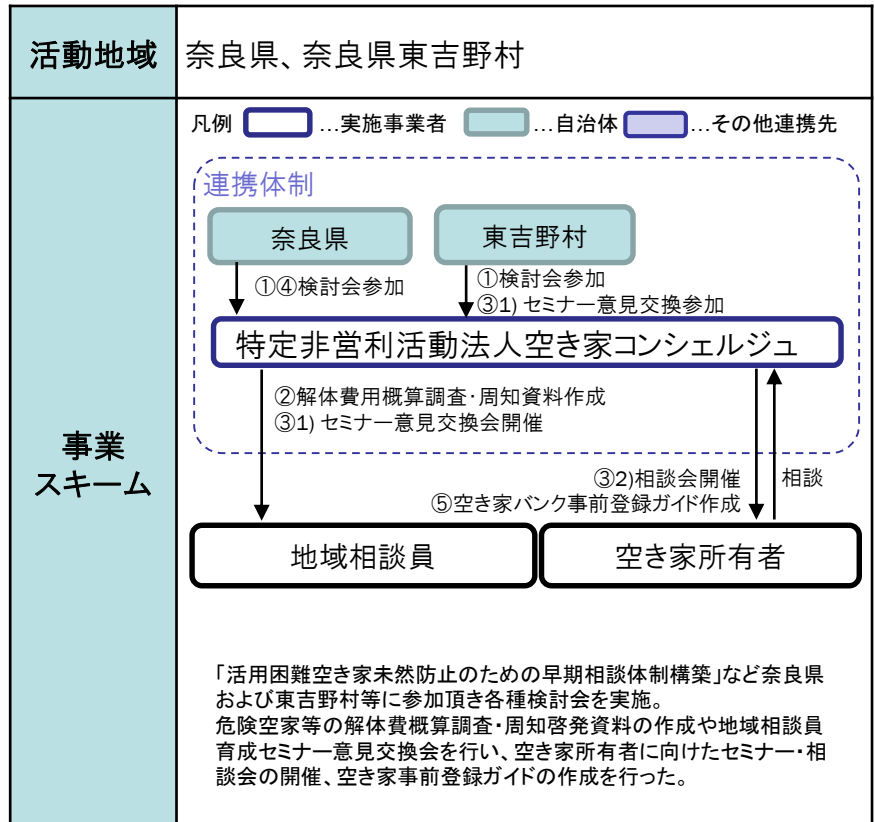 活動地域
奈良県、奈良県東吉野村
事業
スキーム
凡例 …実施事業者 …自治体 …その他連携先
連携体制
奈良県
東吉野村
①④検討会参加
①検討会参加
③1) セミナー意見交換参加
特定非営利活動法人空き家コンシェルジュ
②解体費用概算調査・周知資料作成
③1) セミナー意見交換会開催
③2)相談会開催
⑤空き家バンク事前登録ガイド作成
相談
地域相談員
空き家所有者
「活用困難空き家未然防止のための早期相談体制構築」など奈良県
および東吉野村等に参加頂き各種検討会を実施。
危険空家等の解体費概算調査・周知啓発資料の作成や地域相談員
育成セミナー意見交換会を行い、空き家所有者に向けたセミナー・相
談会の開催、空き家事前登録ガイドの作成を行った。